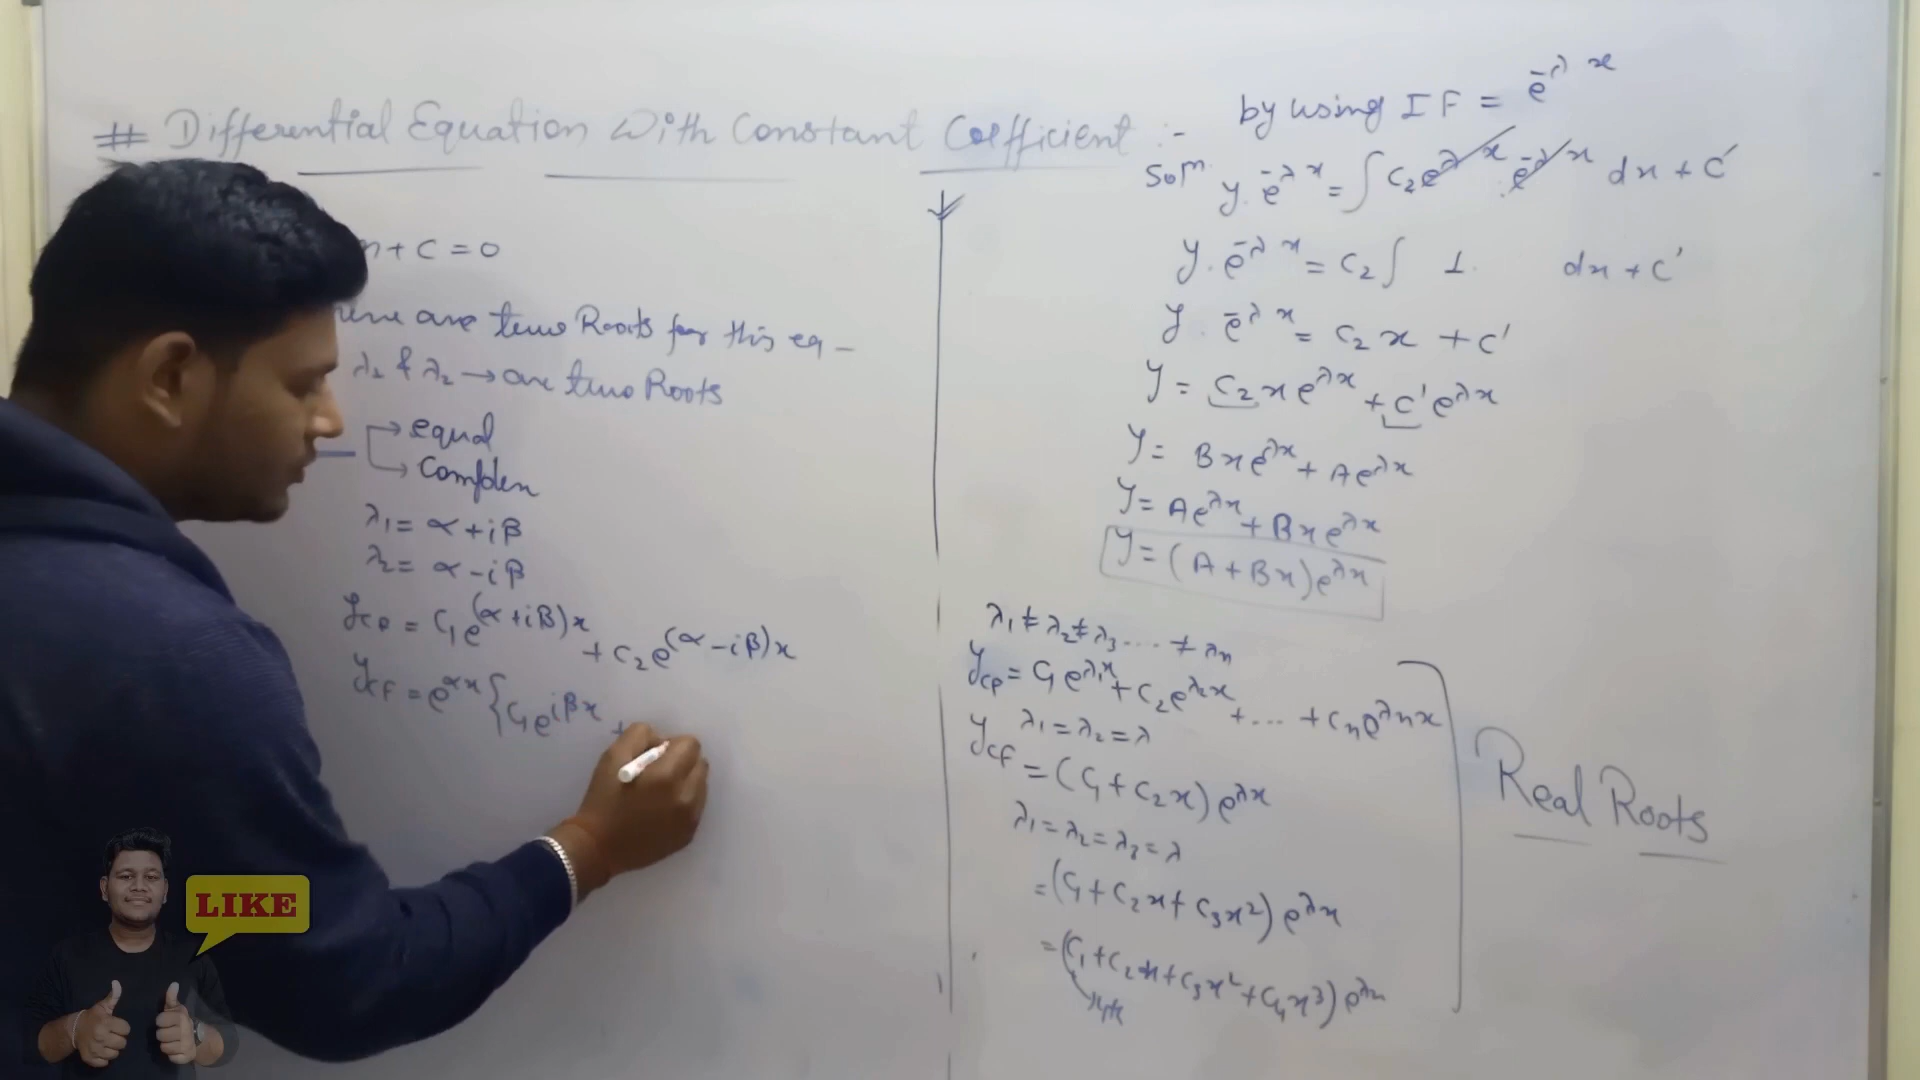 # Differential Equation With Constant Coefficient :-
m + C = 0
are two Roots for this eq -
λ₁ & λ₂ → are two Roots
→ equal
→ Complex
λ₁ = α + iβ
λ₂ = α - iβ
y_CF = C₁e^(α+iβ)x + C₂e^(α-iβ)x
y_CF = e^αx {C₁e^iβx +
by using IF = e^-λx
Sol^n. y.e^-λx = ∫C₂e^λx.e^-λx dx + C'
y.e^-λx = C₂∫ 1. dx + C'
y.e^-λx = C₂x + C'
y = C₂xe^λx + C'e^λx
y = Bxe^λx + Ae^λx
y = Ae^λx + Bxe^λx
y = (A+Bx)e^λx
λ₁ ≠ λ₂ ≠ λ₃ .... ≠ λn
y_CF = C₁e^λ₁x + C₂e^λ₂x + ... + Cne^λnx
λ₁ = λ₂ = λ
y_CF = (C₁+C₂x)e^λx
λ₁ = λ₂ = λ₃ = λ
= (C₁+C₂x+C₃x²)e^λx
= (C₁+C₂x+C₃x²+C₄x³)e^λx
Real Roots
LIKE